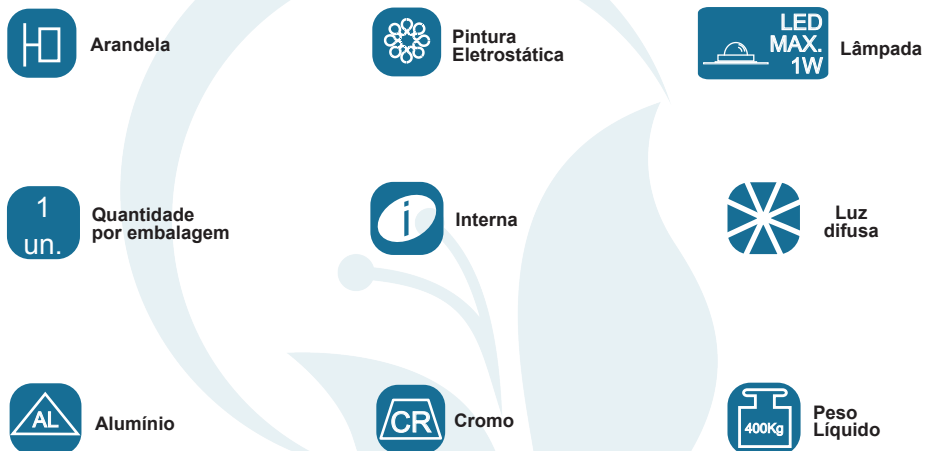 Arandela
Pintura
Eletrostática
LED
MAX.
1W
Lâmpada
1
un.
Quantidade
por embalagem
i
Interna
Luz
difusa
AL
Alumínio
CR
Cromo
400Kg
Peso
Líquido